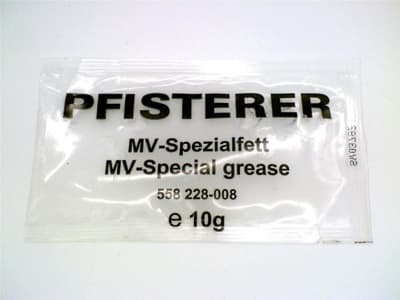 PFISTERER
MV-Spezialfett
MV-Special grease
558 228-008
e 10g